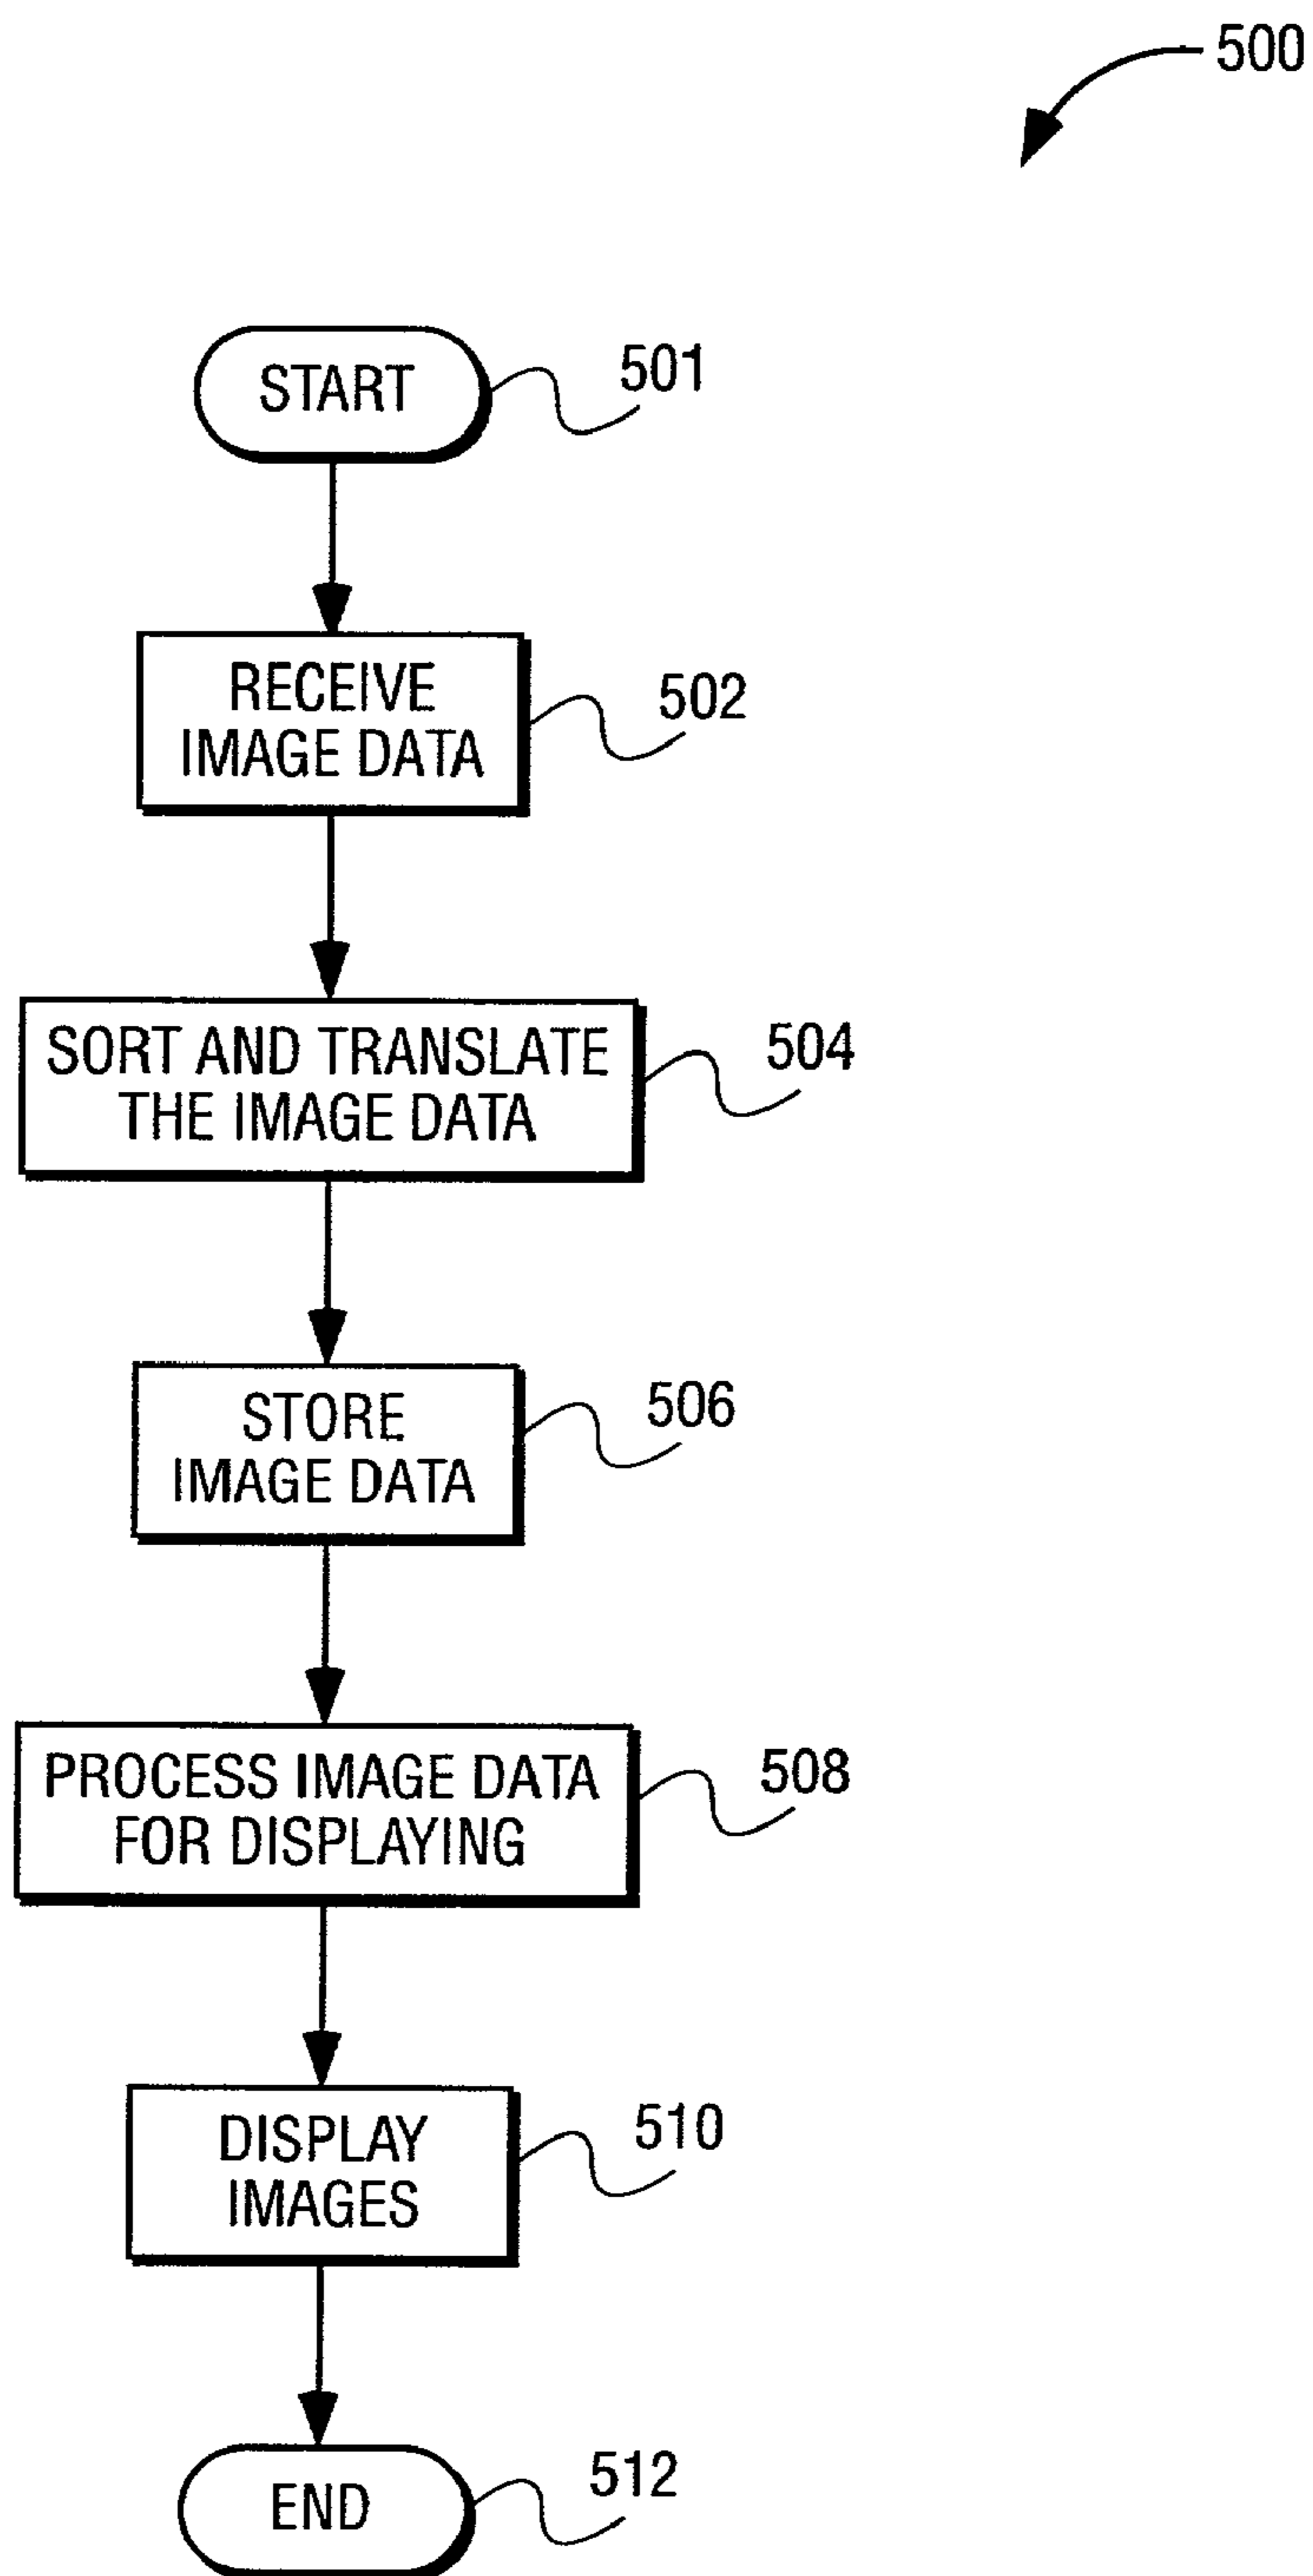 500
START
501
RECEIVE
IMAGE DATA
502
SORT AND TRANSLATE
THE IMAGE DATA
504
STORE
IMAGE DATA
506
PROCESS IMAGE DATA
FOR DISPLAYING
508
DISPLAY
IMAGES
510
END
512